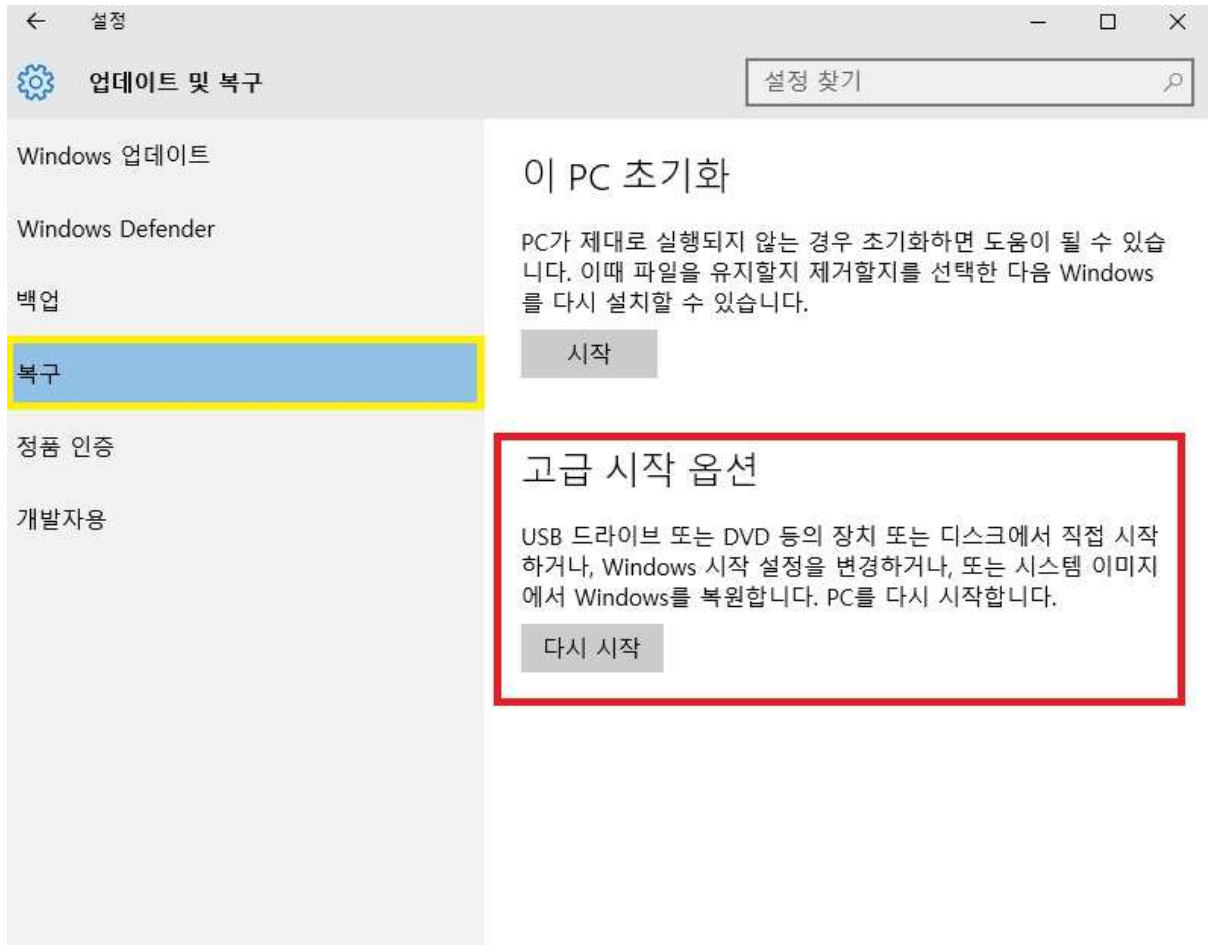 설정
업데이트 및 복구
설정 찾기
Windows 업데이트
Windows Defender
백업
복구
정품 인증
개발자용
이 PC 초기화
PC가 제대로 실행되지 않는 경우 초기화하면 도움이 될 수 있습
니다. 이때 파일을 유지할지 제거할지를 선택한 다음 Windows
를 다시 설치할 수 있습니다.
시작
고급 시작 옵션
USB 드라이브 또는 DVD 등의 장치 또는 디스크에서 직접 시작
하거나, Windows 시작 설정을 변경하거나, 또는 시스템 이미지
에서 Windows를 복원합니다. PC를 다시 시작합니다.
다시 시작